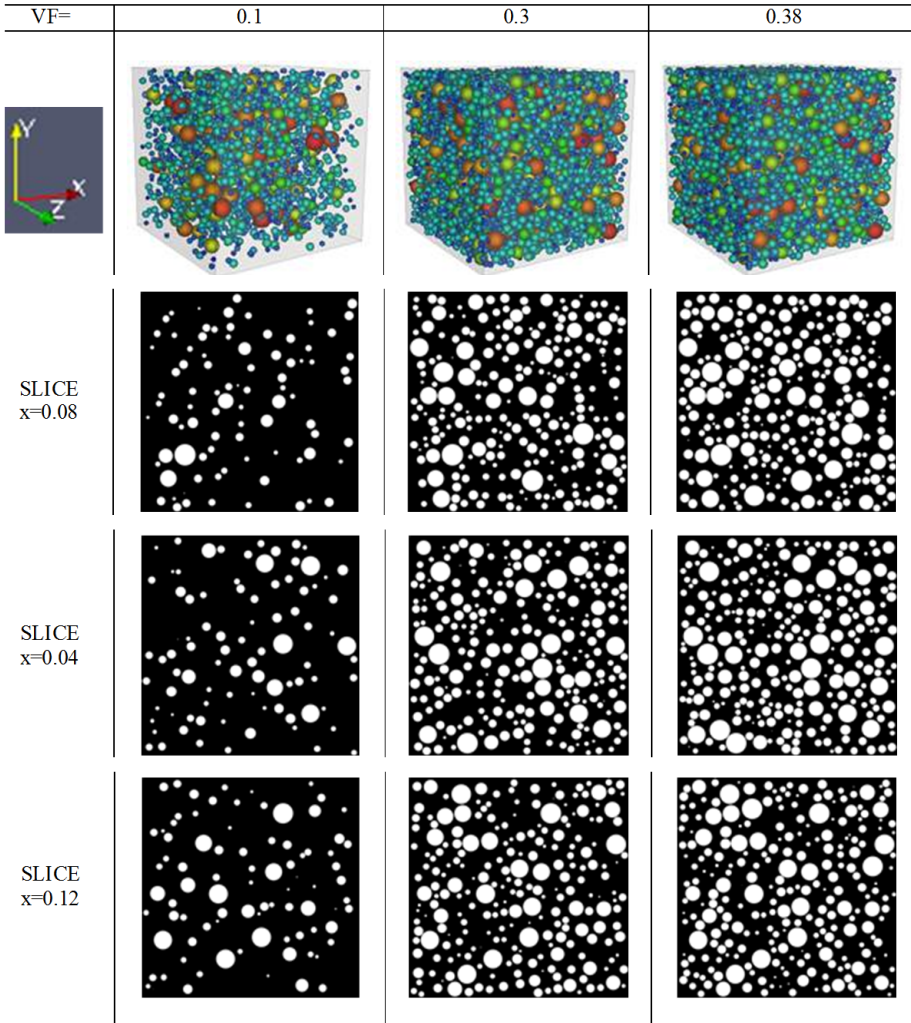 VF= 0.1 0.3 0.38
Y
X
Z
SLICE
x=0.08
SLICE
x=0.04
SLICE
x=0.12